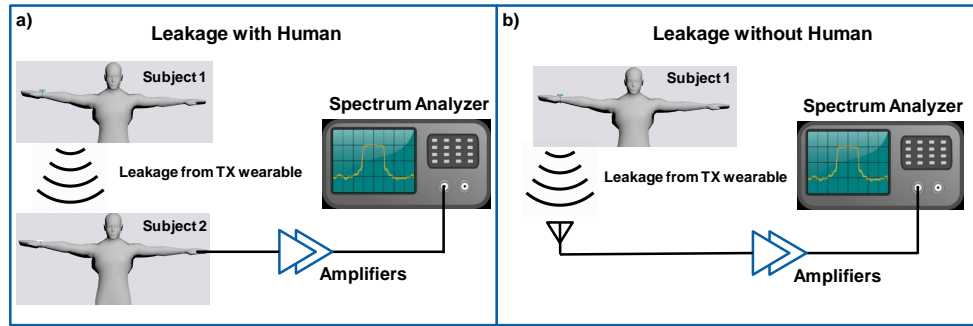 a)
Leakage with Human
Subject 1
Spectrum Analyzer
Leakage from TX wearable
Subject 2
Amplifiers
b)
Leakage without Human
Subject 1
Spectrum Analyzer
Leakage from TX wearable
Amplifiers